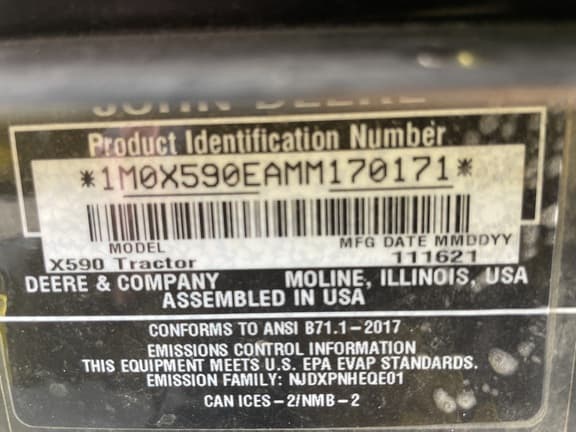 JOHN DEERE
Product Identification Number
*1M0X590EAMM170171*
MODEL MFG DATE MMDDYY
X590 Tractor 111621
DEERE & COMPANY MOLINE, ILLINOIS, USA
ASSEMBLED IN USA
CONFORMS TO ANSI B71.1-2017
EMISSIONS CONTROL INFORMATION
THIS EQUIPMENT MEETS U.S. EPA EVAP STANDARDS.
EMISSION FAMILY: NJDXPNHEQE01
CAN ICES-2/NMB-2